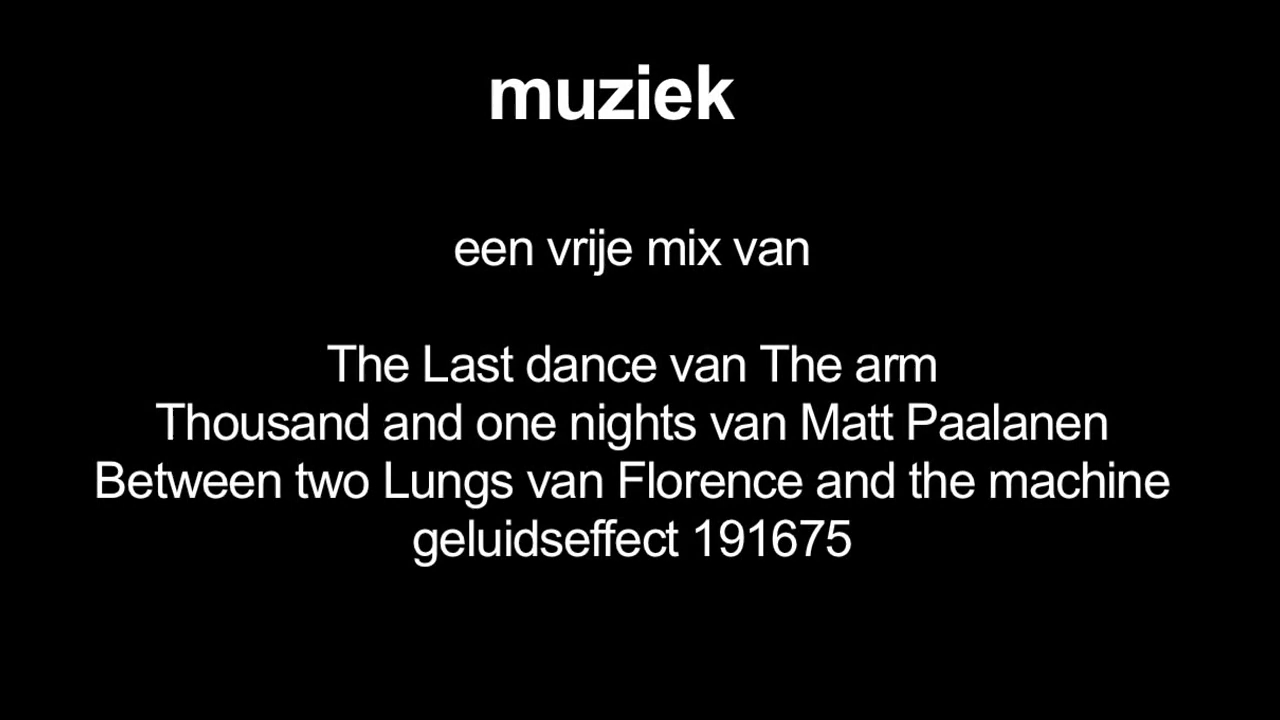 muziek
een vrije mix van
The Last dance van The arm
Thousand and one nights van Matt Paalanen
Between two Lungs van Florence and the machine
geluidseffect 191675